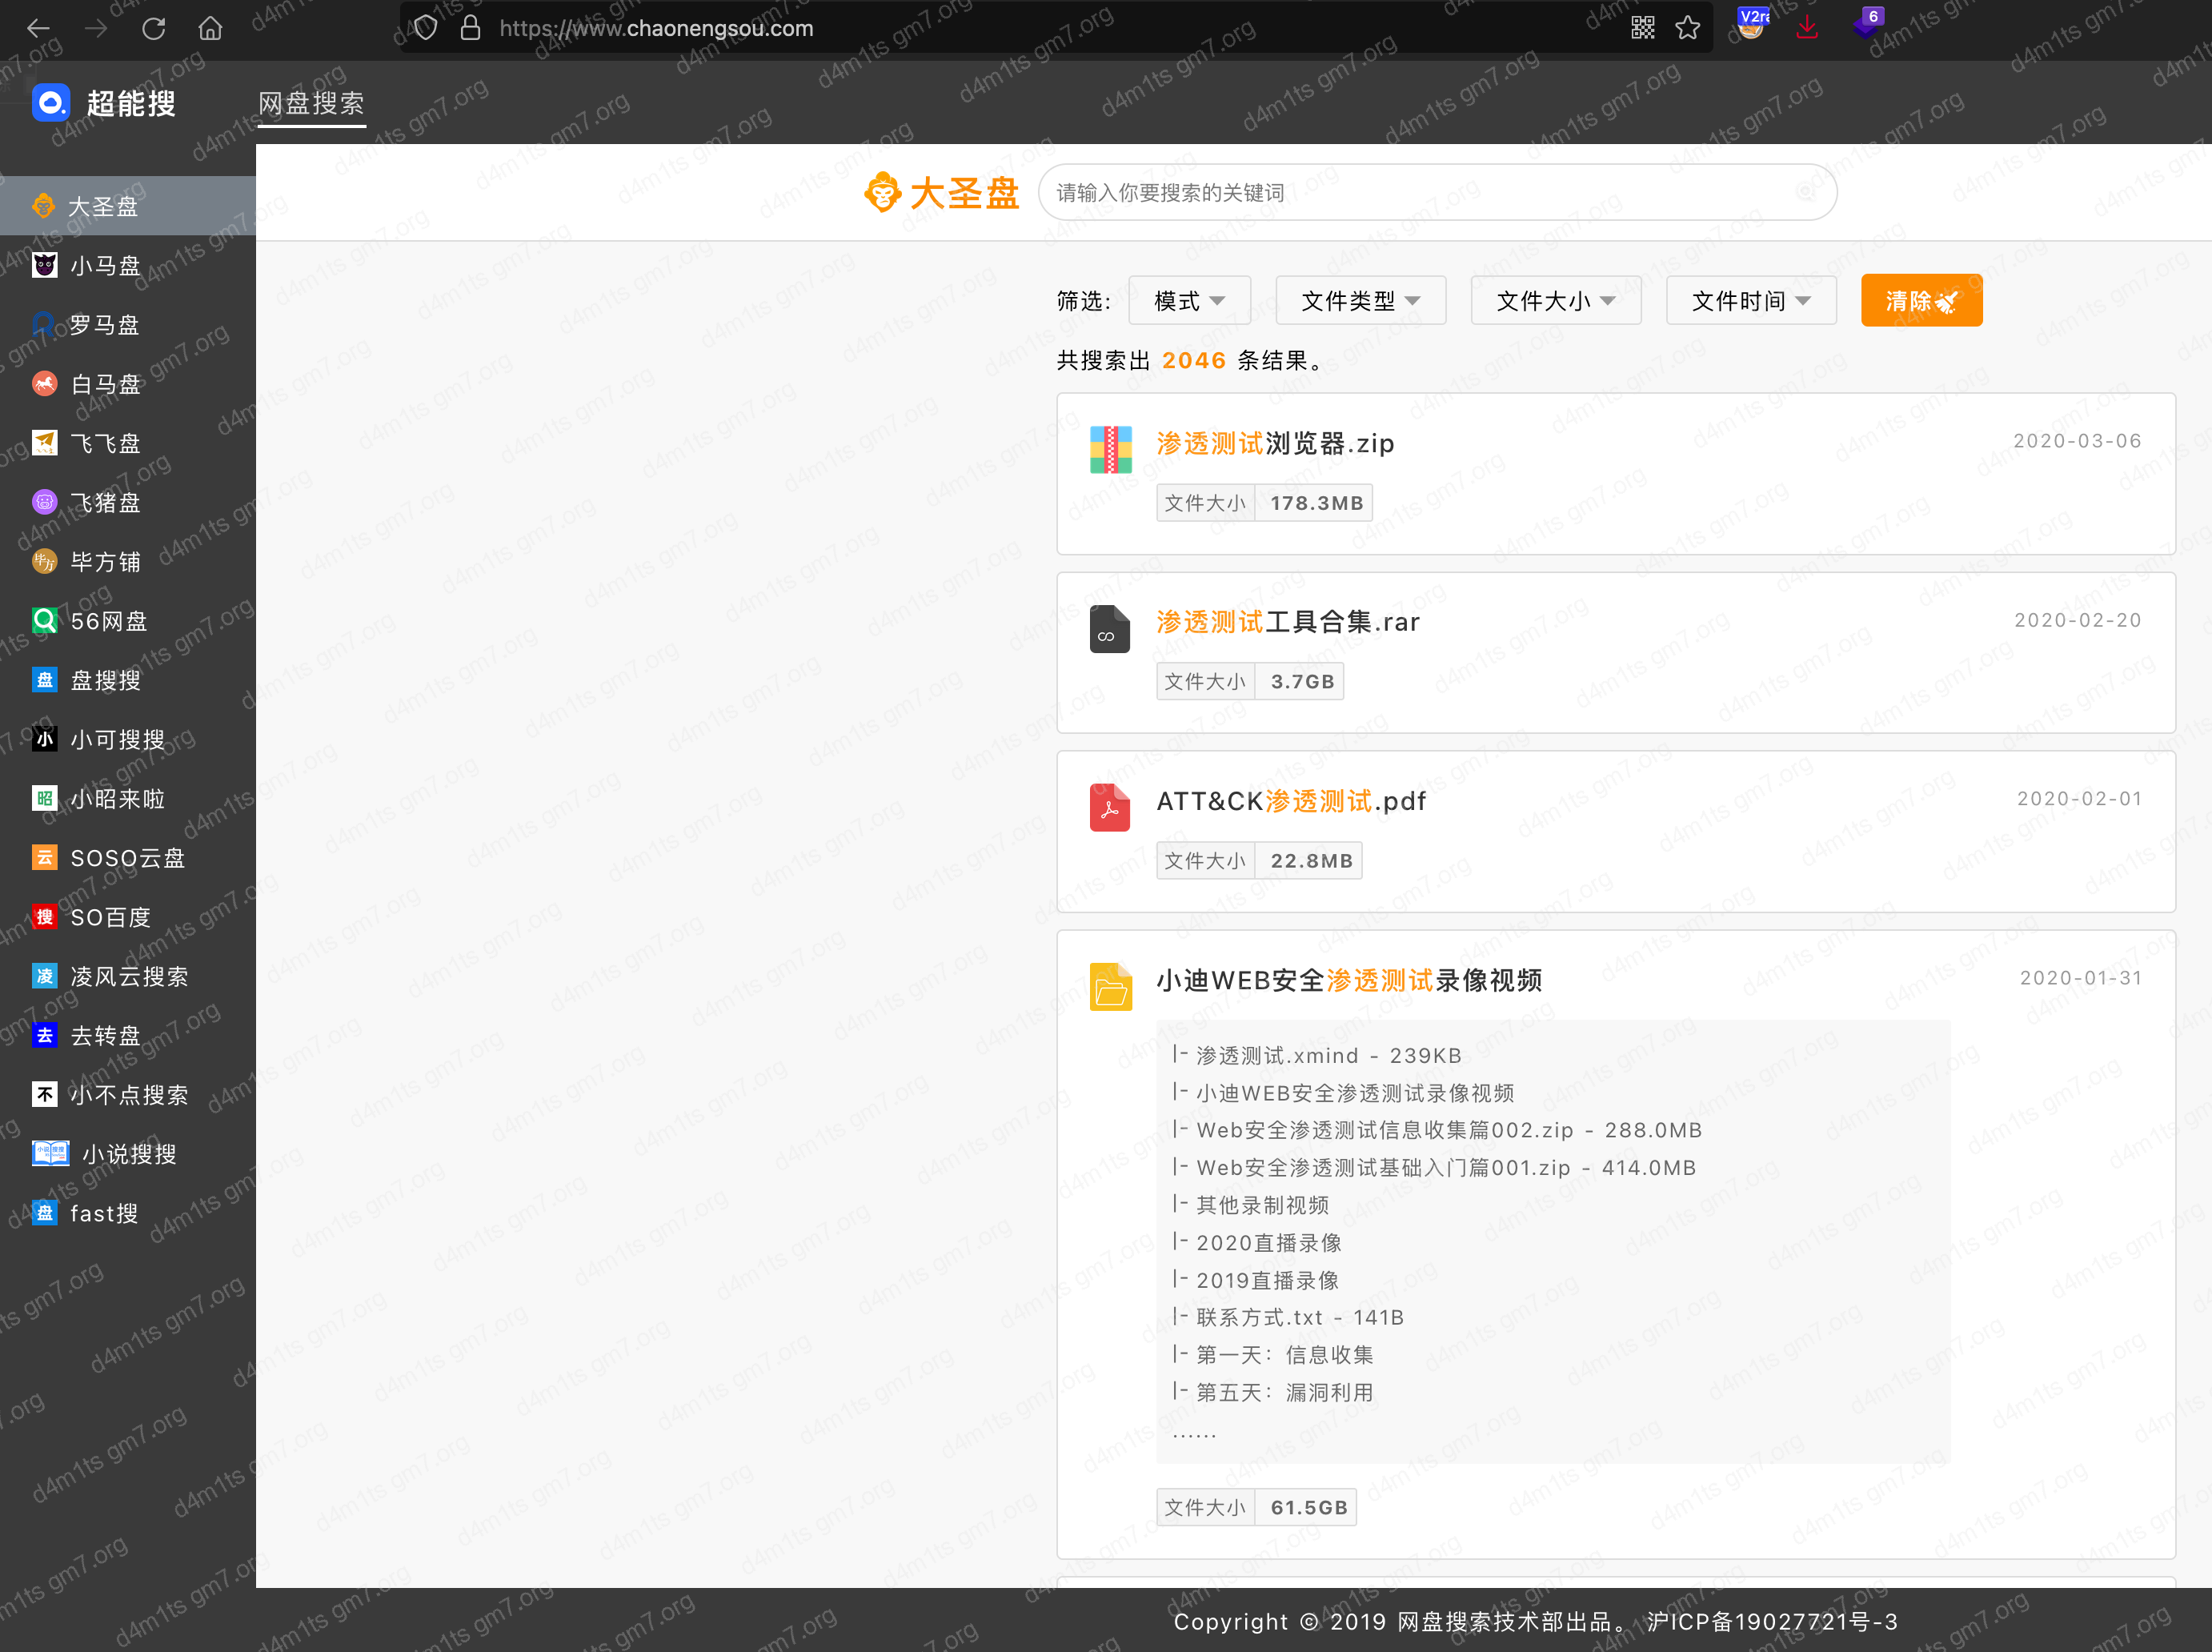 https://www.chaonengsou.com
V2ra
6
超能搜
网盘搜索
大圣盘
小马盘
罗马盘
白马盘
飞飞盘
飞猪盘
毕方铺
56网盘
盘搜搜
小可搜搜
小昭来啦
SOSO云盘
SO百度
凌风云搜索
去转盘
小不点搜索
小说搜搜
fast搜
大圣盘
请输入你要搜索的关键词
筛选: 模式 文件类型 文件大小 文件时间 清除
共搜索出 2046 条结果。
渗透测试浏览器.zip 2020-03-06
文件大小 178.3MB
渗透测试工具合集.rar 2020-02-20
文件大小 3.7GB
ATT&CK渗透测试.pdf 2020-02-01
文件大小 22.8MB
小迪WEB安全渗透测试录像视频 2020-01-31
|- 渗透测试.xmind - 239KB
|- 小迪WEB安全渗透测试录像视频
|- Web安全渗透测试信息收集篇002.zip - 288.0MB
|- Web安全渗透测试基础入门篇001.zip - 414.0MB
|- 其他录制视频
|- 2020直播录像
|- 2019直播录像
|- 联系方式.txt - 141B
|- 第一天：信息收集
|- 第五天：漏洞利用
......
文件大小 61.5GB
Copyright © 2019 网盘搜索技术部出品。 沪ICP备19027721号-3
d4m1ts gm7.org